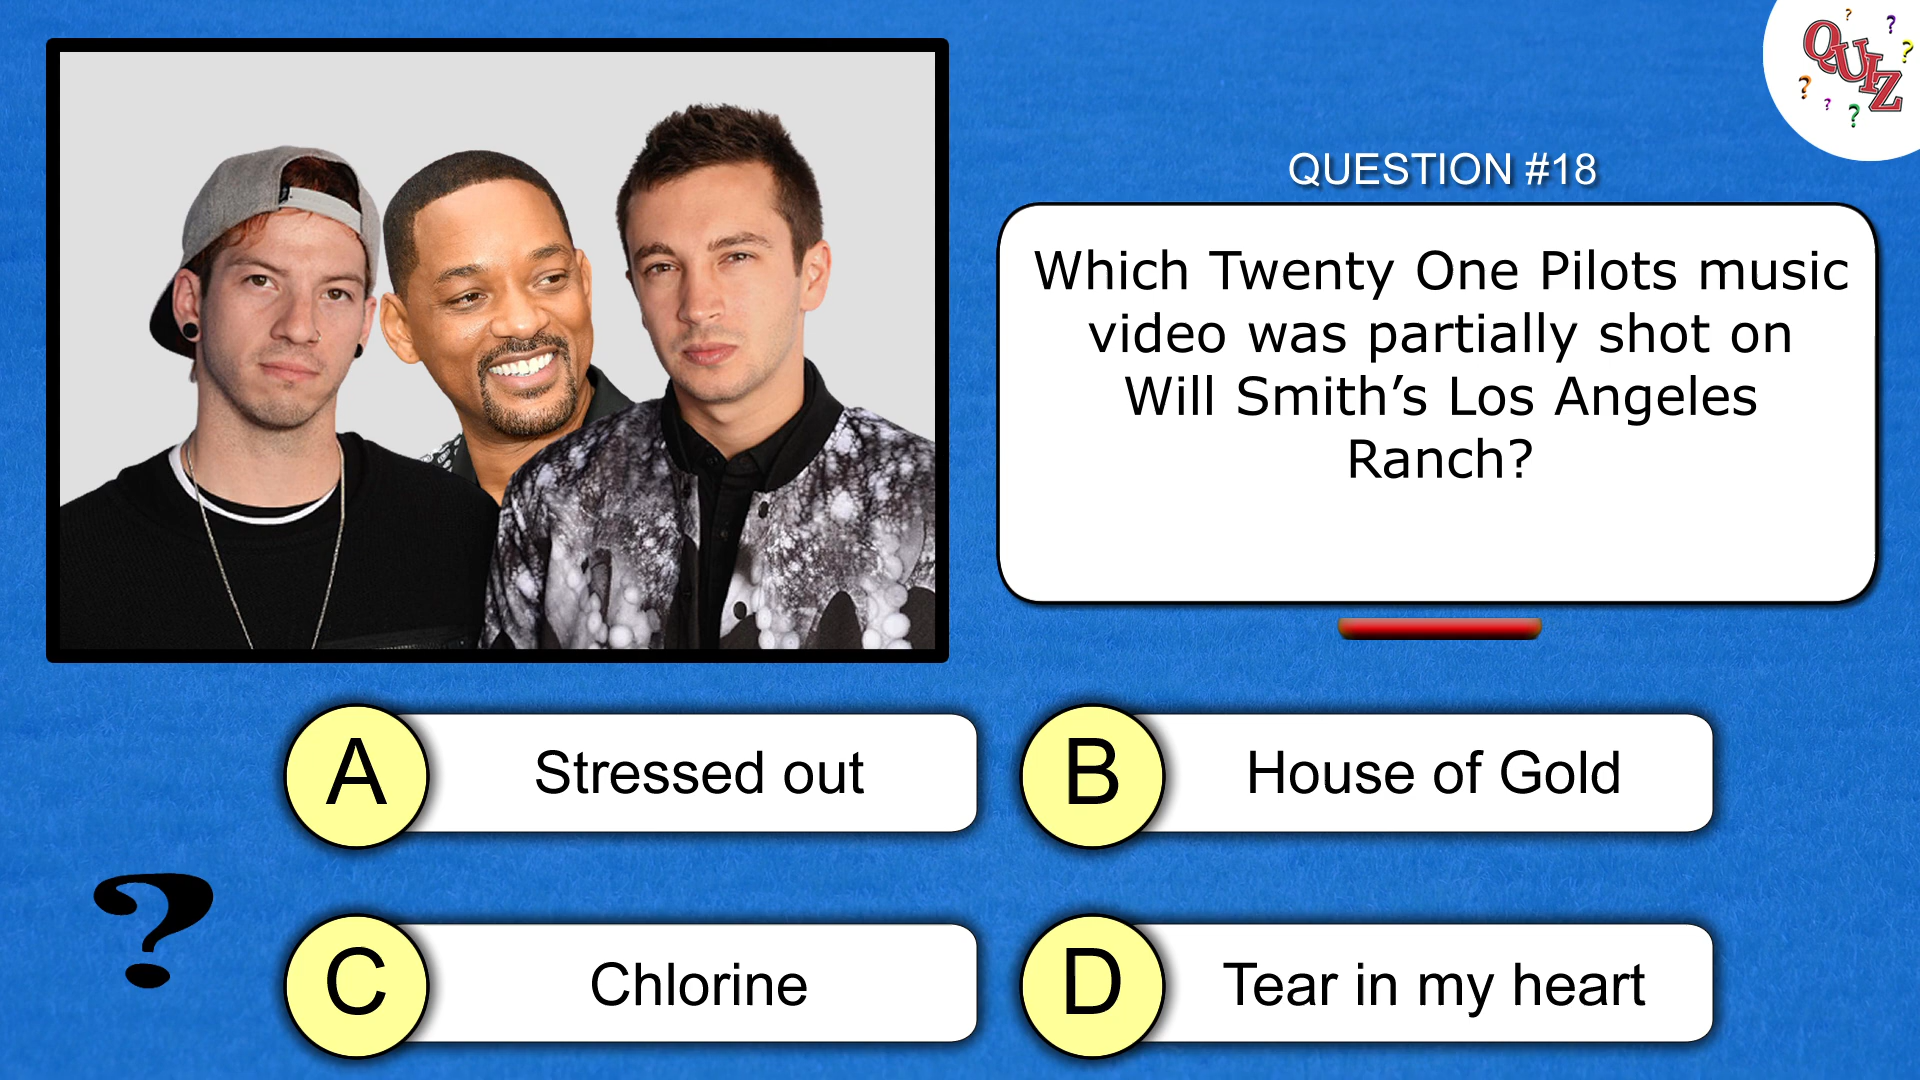 QUIZ
QUESTION #18
Which Twenty One Pilots music
video was partially shot on
Will Smith’s Los Angeles
Ranch?
A Stressed out
B House of Gold
?
C Chlorine
D Tear in my heart